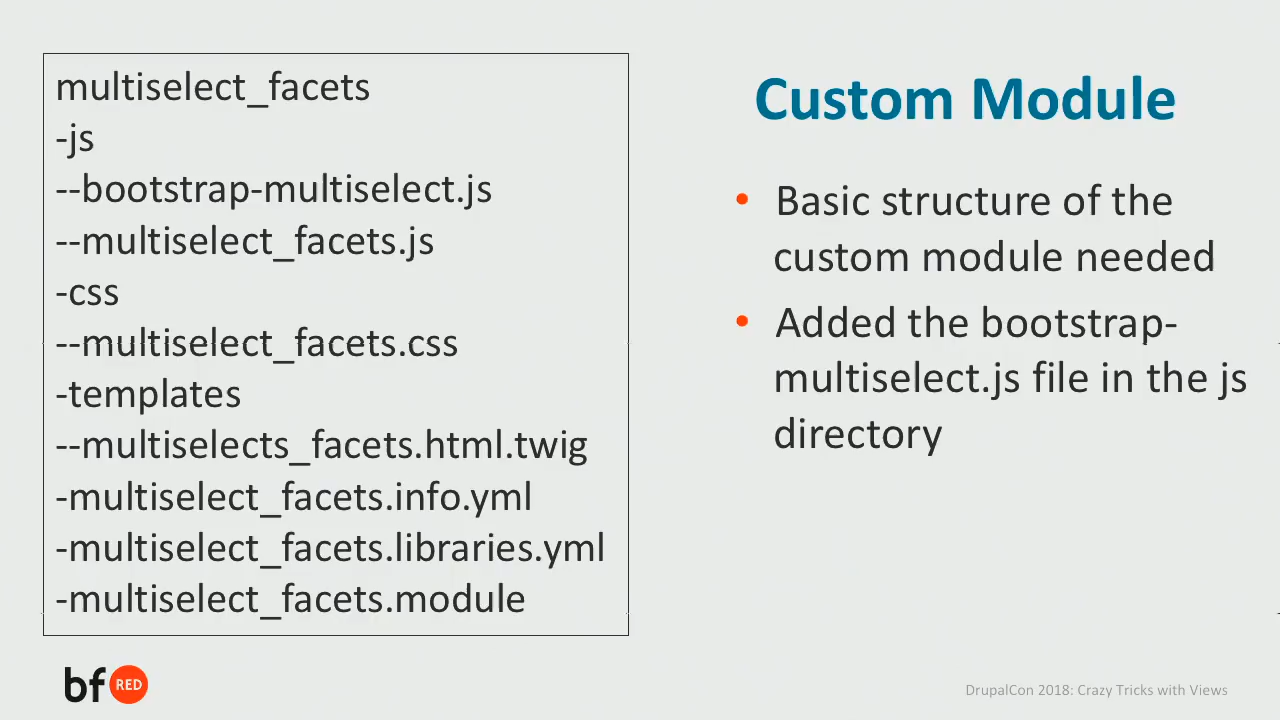 multiselect_facets
-js
--bootstrap-multiselect.js
--multiselect_facets.js
-css
--multiselect_facets.css
-templates
--multiselects_facets.html.twig
-multiselect_facets.info.yml
-multiselect_facets.libraries.yml
-multiselect_facets.module
Custom Module
• Basic structure of the
custom module needed
• Added the bootstrap-
multiselect.js file in the js
directory
bf RED
DrupalCon 2018: Crazy Tricks with Views